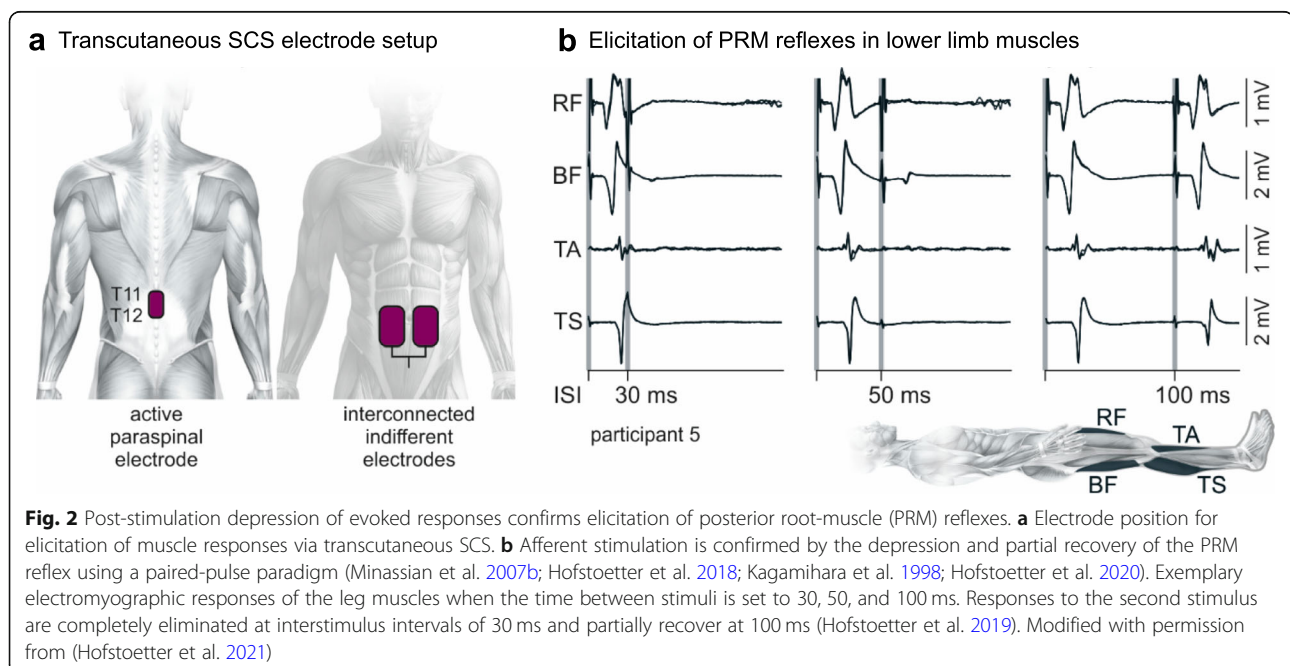 a Transcutaneous SCS electrode setup
T11
T12
active
paraspinal
electrode
interconnected
indifferent
electrodes
b Elicitation of PRM reflexes in lower limb muscles
RF
1 mV
BF
2 mV
TA
1 mV
TS
2 mV
ISI 30 ms 50 ms 100 ms
participant 5
RF
TA
BF
TS
Fig. 2 Post-stimulation depression of evoked responses confirms elicitation of posterior root-muscle (PRM) reflexes. a Electrode position for
elicitation of muscle responses via transcutaneous SCS. b Afferent stimulation is confirmed by the depression and partial recovery of the PRM
reflex using a paired-pulse paradigm (Minassian et al. 2007b; Hofstoetter et al. 2018; Kagamihara et al. 1998; Hofstoetter et al. 2020). Exemplary
electromyographic responses of the leg muscles when the time between stimuli is set to 30, 50, and 100 ms. Responses to the second stimulus
are completely eliminated at interstimulus intervals of 30 ms and partially recover at 100 ms (Hofstoetter et al. 2019). Modified with permission
from (Hofstoetter et al. 2021)